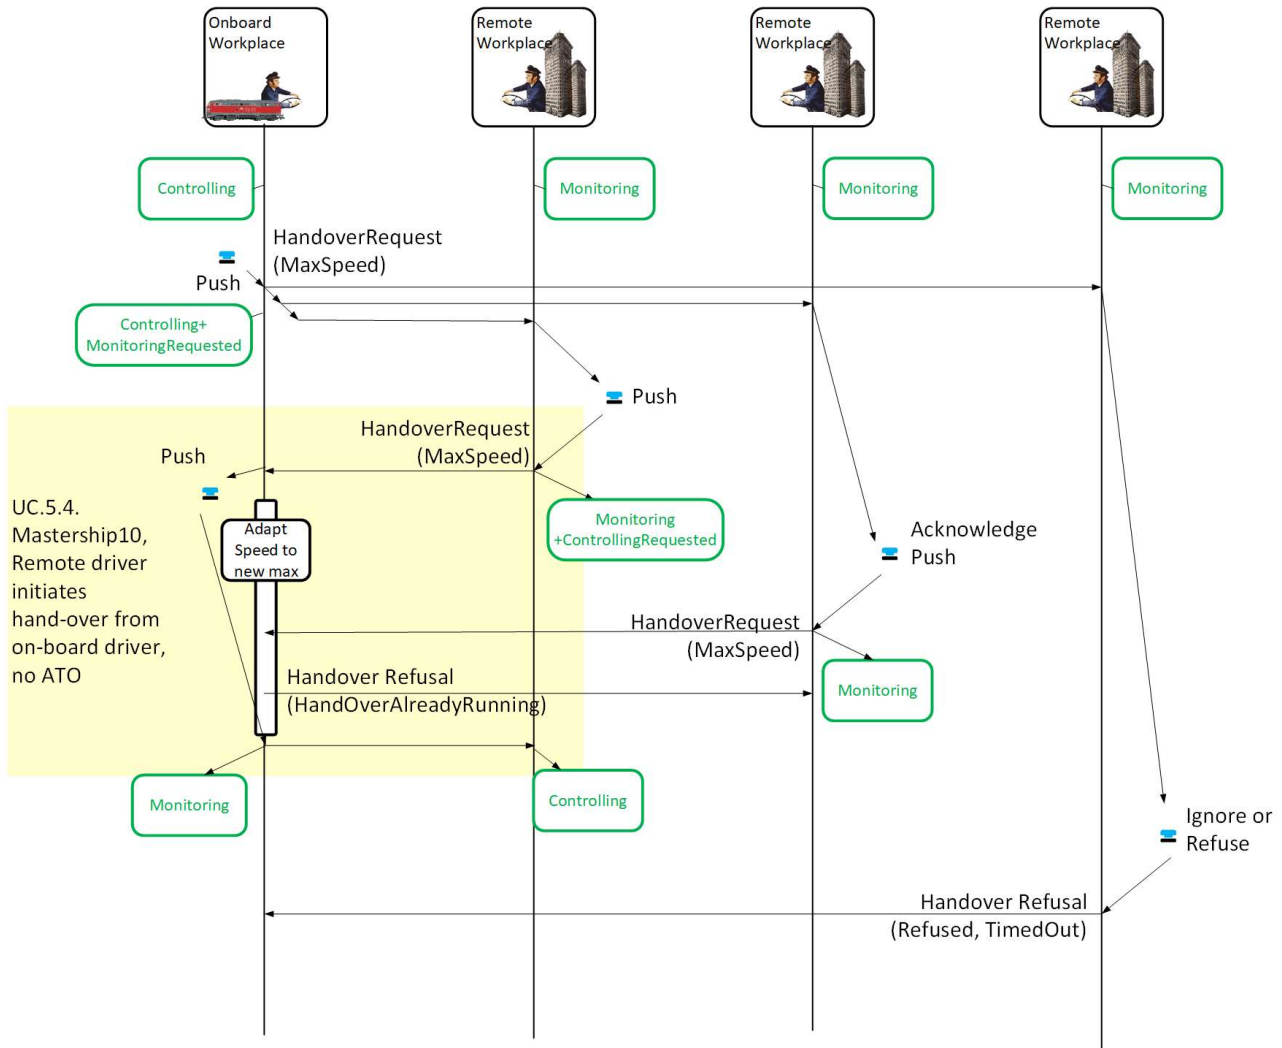 Onboard
Workplace
Remote
Workplace
Remote
Workplace
Remote
Workplace
Controlling
Monitoring
Monitoring
Monitoring
HandoverRequest
(MaxSpeed)
Push
Controlling+
MonitoringRequested
Push
HandoverRequest
(MaxSpeed)
Push
UC.5.4.
Mastership10,
Remote driver
initiates
hand-over from
on-board driver,
no ATO
Adapt
Speed to
new max
Monitoring
+ControllingRequested
Acknowledge
Push
HandoverRequest
(MaxSpeed)
Monitoring
Handover Refusal
(HandOverAlreadyRunning)
Monitoring
Controlling
Ignore or
Refuse
Handover Refusal
(Refused, TimedOut)